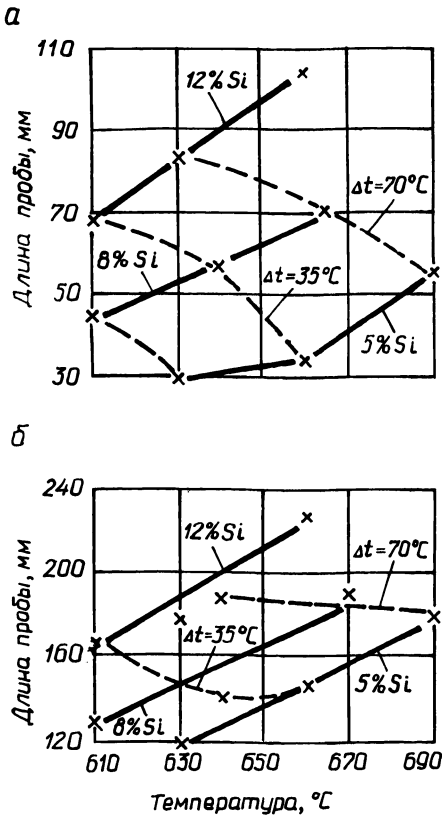 а
Длина пробы, мм
110
90
70
50
30
12%Si
8%Si
5%Si
Δt=70°C
Δt=35°C
б
Длина пробы, мм
240
200
160
120
12%Si
Δt=70°C
Δt=35°C
8%Si
5%Si
610 630 650 670 690
Температура, °C